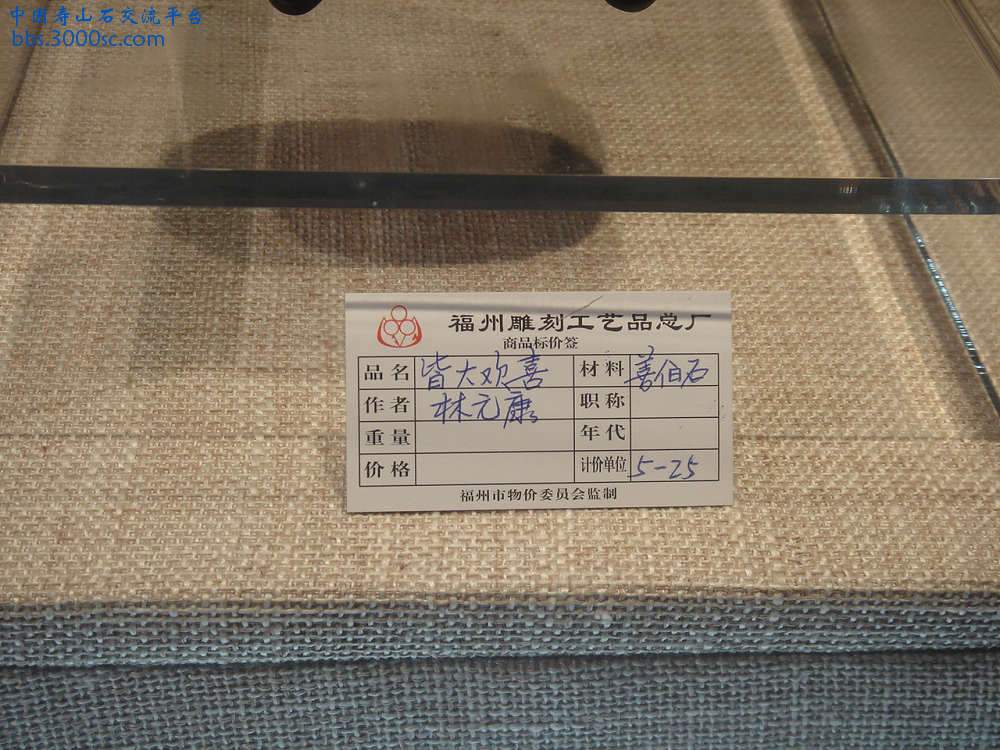 中国寿山石交流平台
bbs.3000sc.com
福州雕刻工艺品总厂
商品标价签
品名 皆大欢喜 材料 善伯石
作者 林元康 职称
重量 年代
价格 计价单位 5-25
福州市物价委员会监制